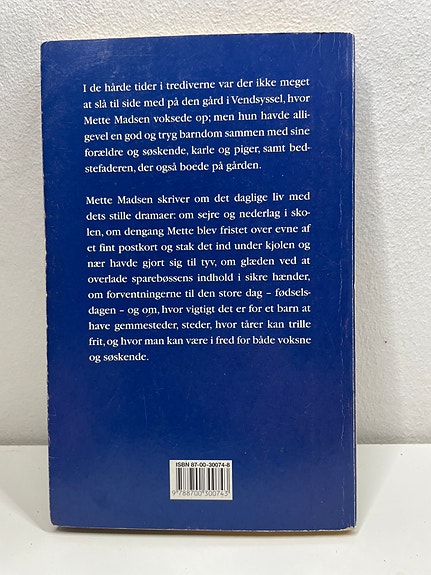 I de hårde tider i trediverne var der ikke meget
at slå til side med på den gård i Vendsyssel, hvor
Mette Madsen voksede op; men hun havde alli-
gevel en god og tryg barndom sammen med sine
forældre og søskende, karle og piger, samt bed-
stefaderen, der også boede på gården.
Mette Madsen skriver om det daglige liv med
dets stille dramaer: om sejre og nederlag i sko-
len, om dengang Mette blev fristet over evne af
et fint postkort og stak det ind under kjolen og
nær havde gjort sig til tyv, om glæden ved at
overlade sparebøssens indhold i sikre hænder,
om forventningerne til den store dag – fødsels-
dagen – og om, hvor vigtigt det er for et barn at
have gemmesteder, steder, hvor tårer kan trille
frit, og hvor man kan være i fred for både voksne
og søskende.
ISBN 87-00-30074-8
9 788700 300743